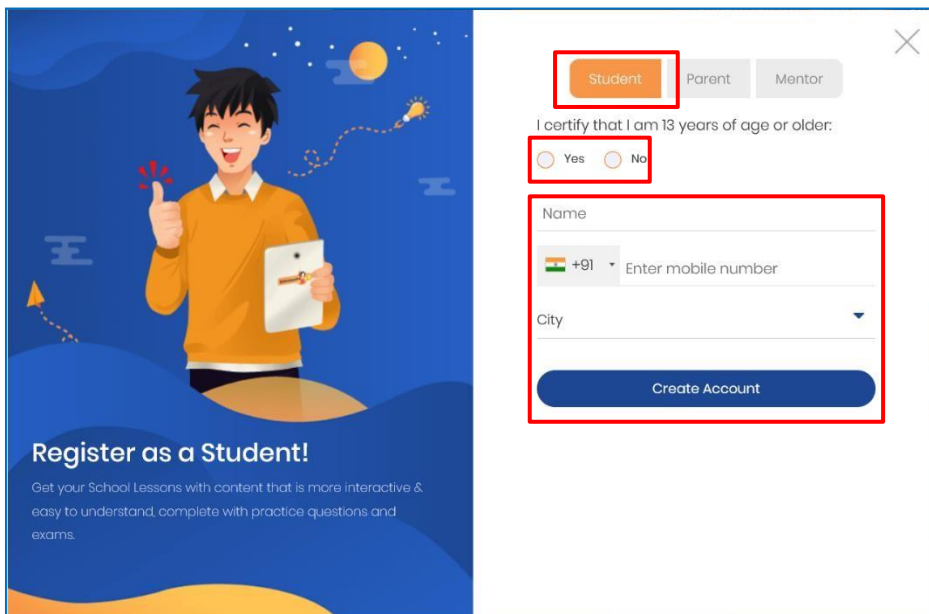 Student Parent Mentor
I certify that I am 13 years of age or older:
Yes No
Name
+91 Enter mobile number
City
Create Account
Register as a Student!
Get your School Lessons with content that is more interactive &
easy to understand, complete with practice questions and
exams.